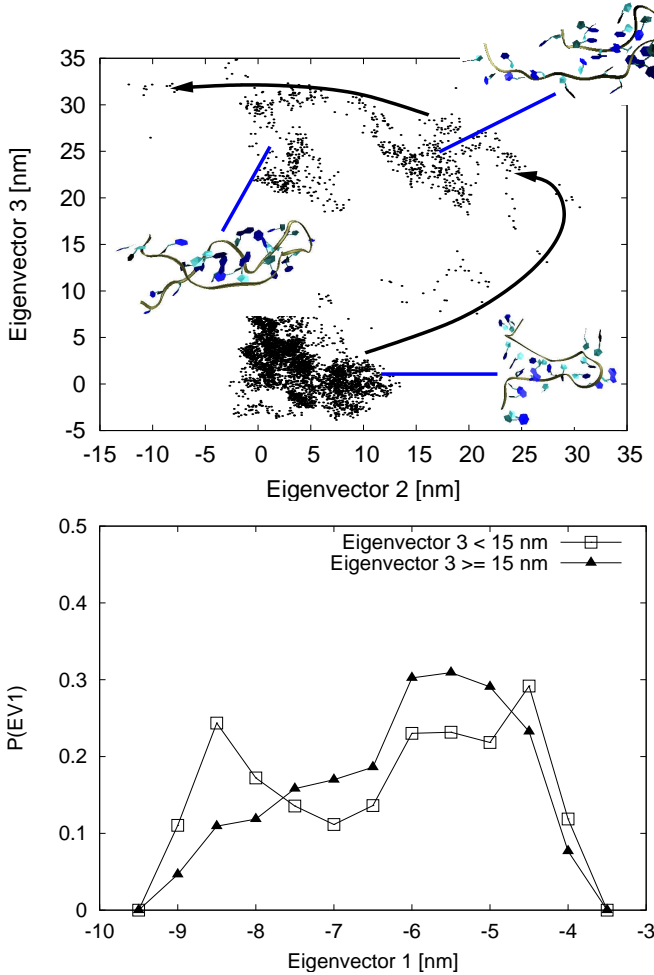 35
30
25
20
15
10
5
0
-5
Eigenvector 3 [nm]
-15 -10 -5 0 5 10 15 20 25 30 35
Eigenvector 2 [nm]
0.5
0.4
0.3
0.2
0.1
0
P(EV1)
Eigenvector 3 < 15 nm
Eigenvector 3 >= 15 nm
-10 -9 -8 -7 -6 -5 -4 -3
Eigenvector 1 [nm]